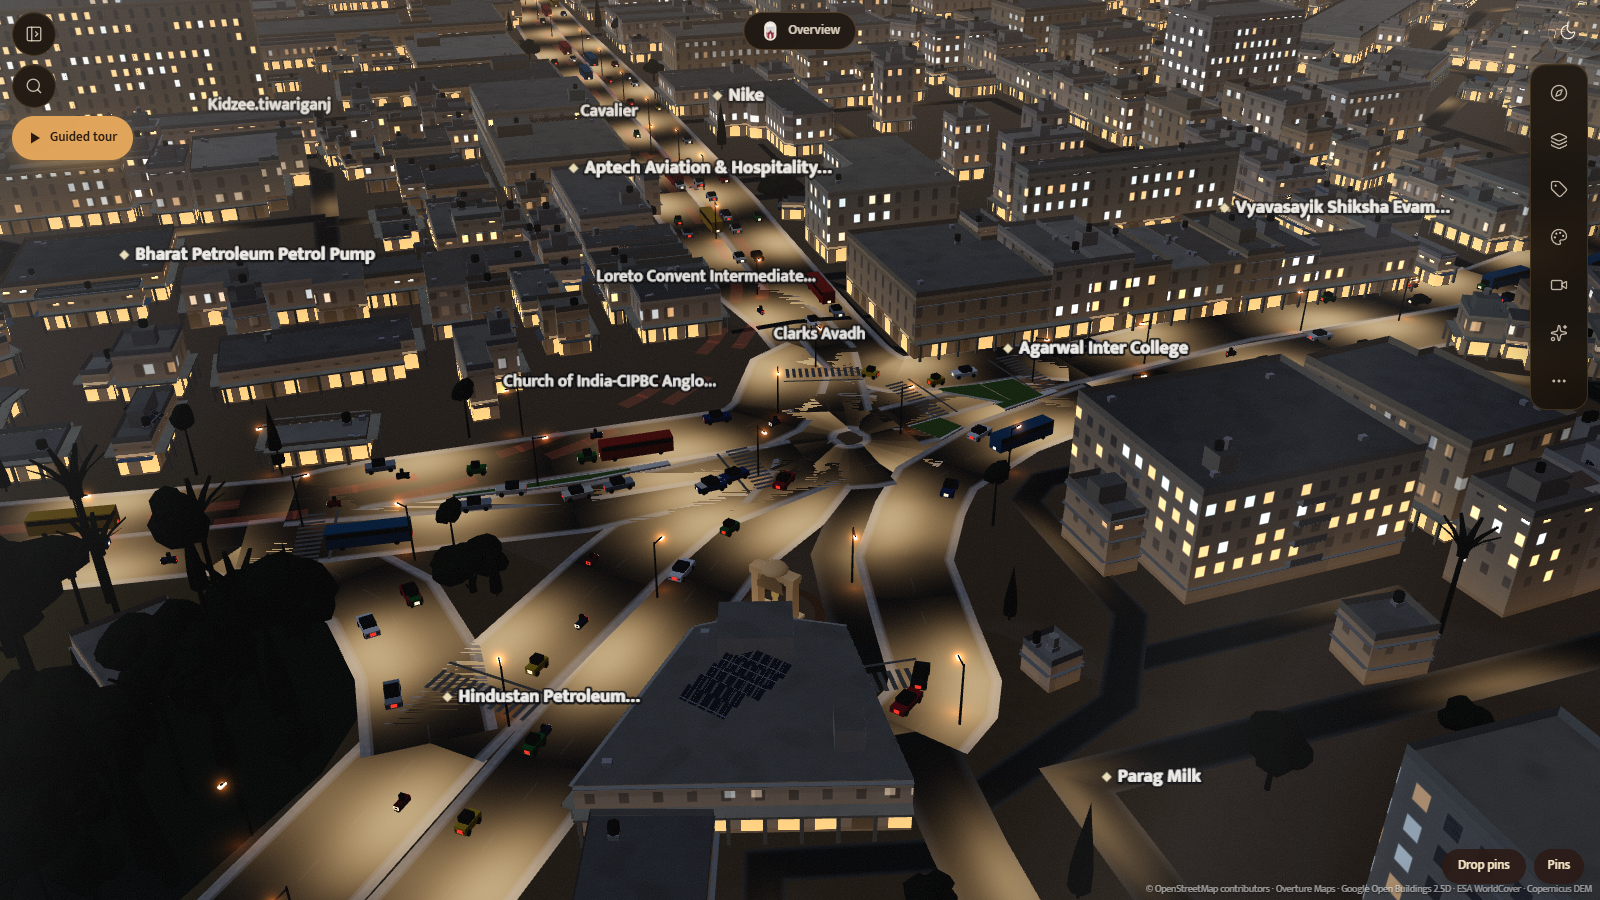 Overview
Kidzee.tiwariganj
Nike
Cavalier
Guided tour
Aptech Aviation & Hospitality...
Vyavasayik Shiksha Evam...
Bharat Petroleum Petrol Pump
Loreto Convent Intermediate...
Clarks Avadh
Agarwal Inter College
Church of India-CIPBC Anglo...
Hindustan Petroleum...
Parag Milk
Drop pins
Pins
© OpenStreetMap contributors · Overture Maps · Google Open Buildings 2.5D · ESA WorldCover · Copernicus DEM